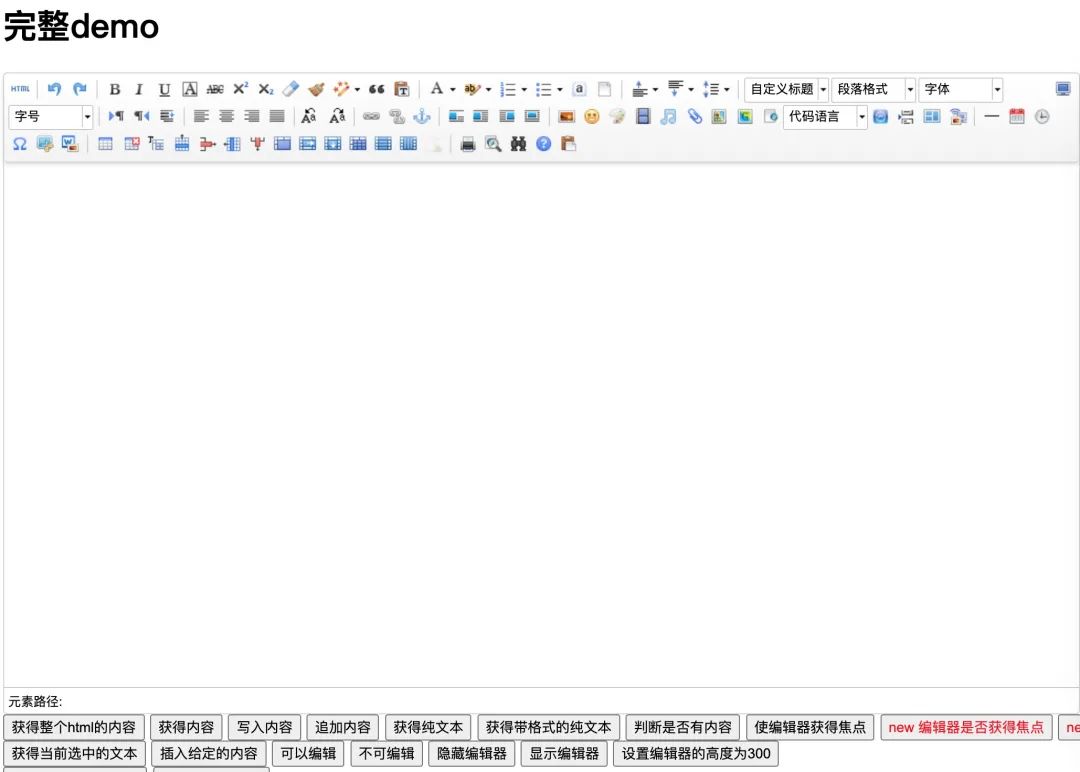 完整demo
HTML B I U A ABC X² X₂ A ab a 自定义标题 段落格式 字体
字号 代码语言
Ω
元素路径:
获得整个html的内容 获得内容 写入内容 追加内容 获得纯文本 获得带格式的纯文本 判断是否有内容 使编辑器获得焦点 new 编辑器是否获得焦点 ne
获得当前选中的文本 插入给定的内容 可以编辑 不可编辑 隐藏编辑器 显示编辑器 设置编辑器的高度为300